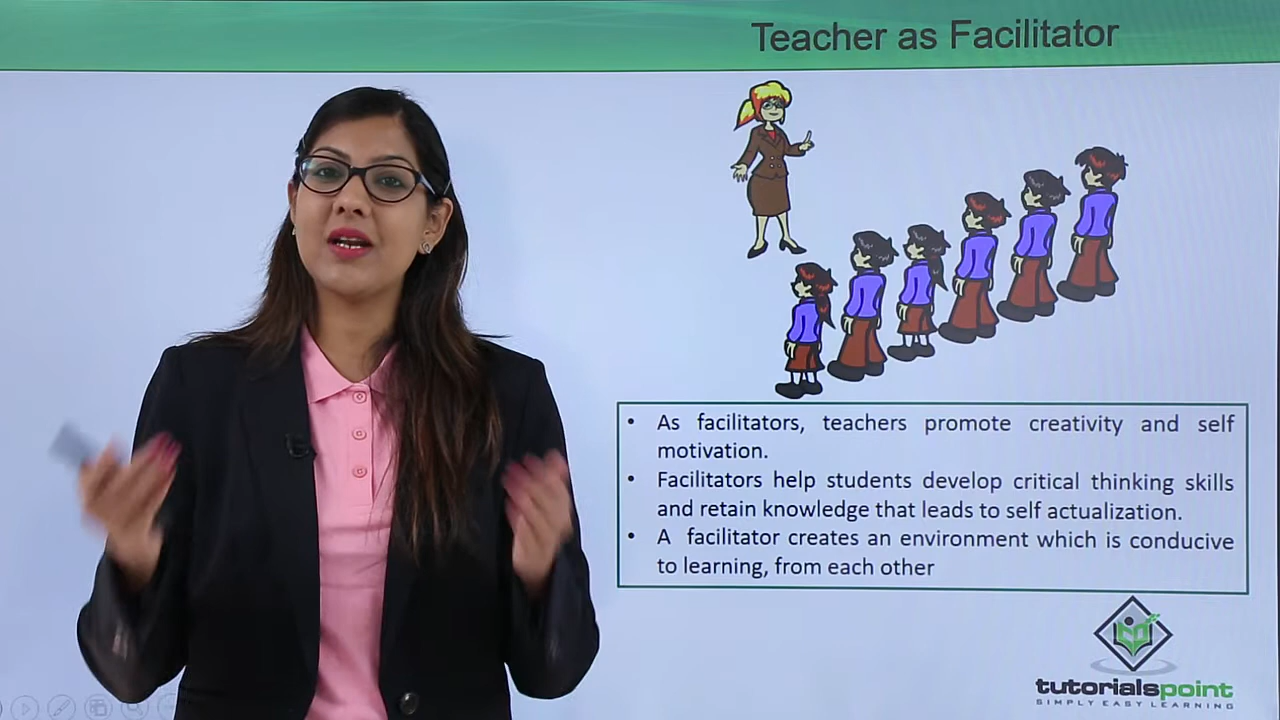 Teacher as Facilitator
• As facilitators, teachers promote creativity and self
motivation.
• Facilitators help students develop critical thinking skills
and retain knowledge that leads to self actualization.
• A facilitator creates an environment which is conducive
to learning, from each other
tutorialspoint
SIMPLY EASY LEARNING